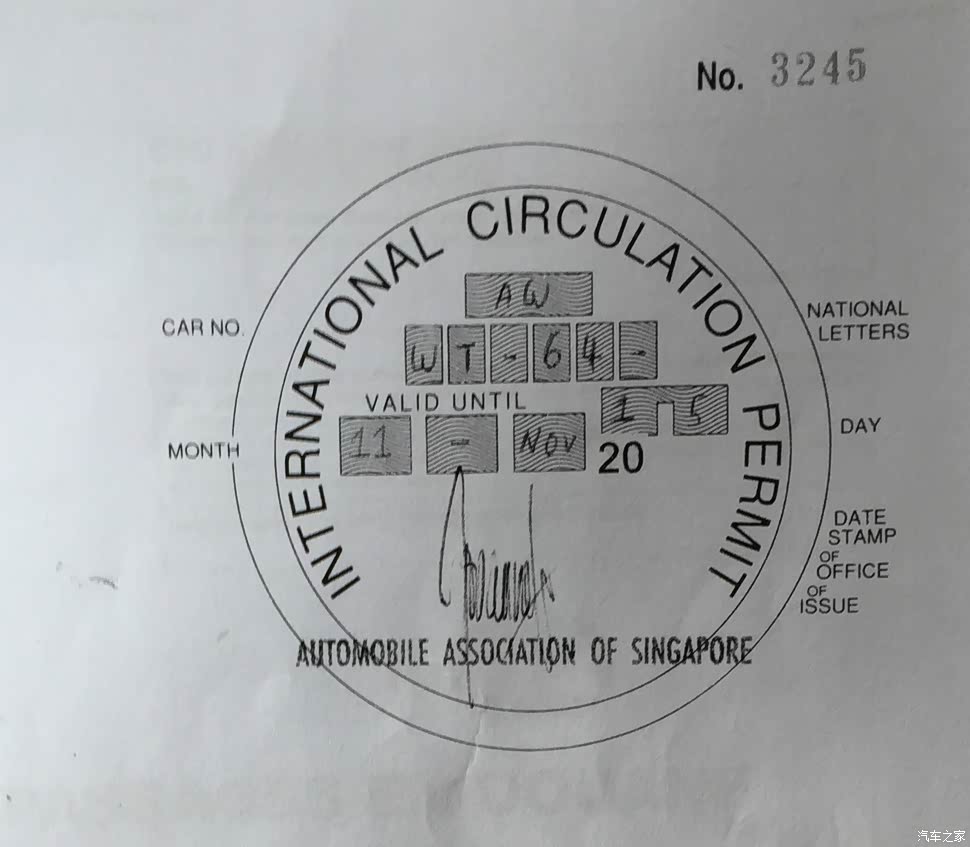 No. 3245
INTERNATIONAL CIRCULATION PERMIT
AW
NATIONAL
LETTERS
CAR NO.
WT-64-
VALID UNTIL
1 5
DAY
MONTH
11 - NOV 20
DATE
STAMP
OF
OFFICE
OF
ISSUE
AUTOMOBILE ASSOCIATION OF SINGAPORE
汽车之家